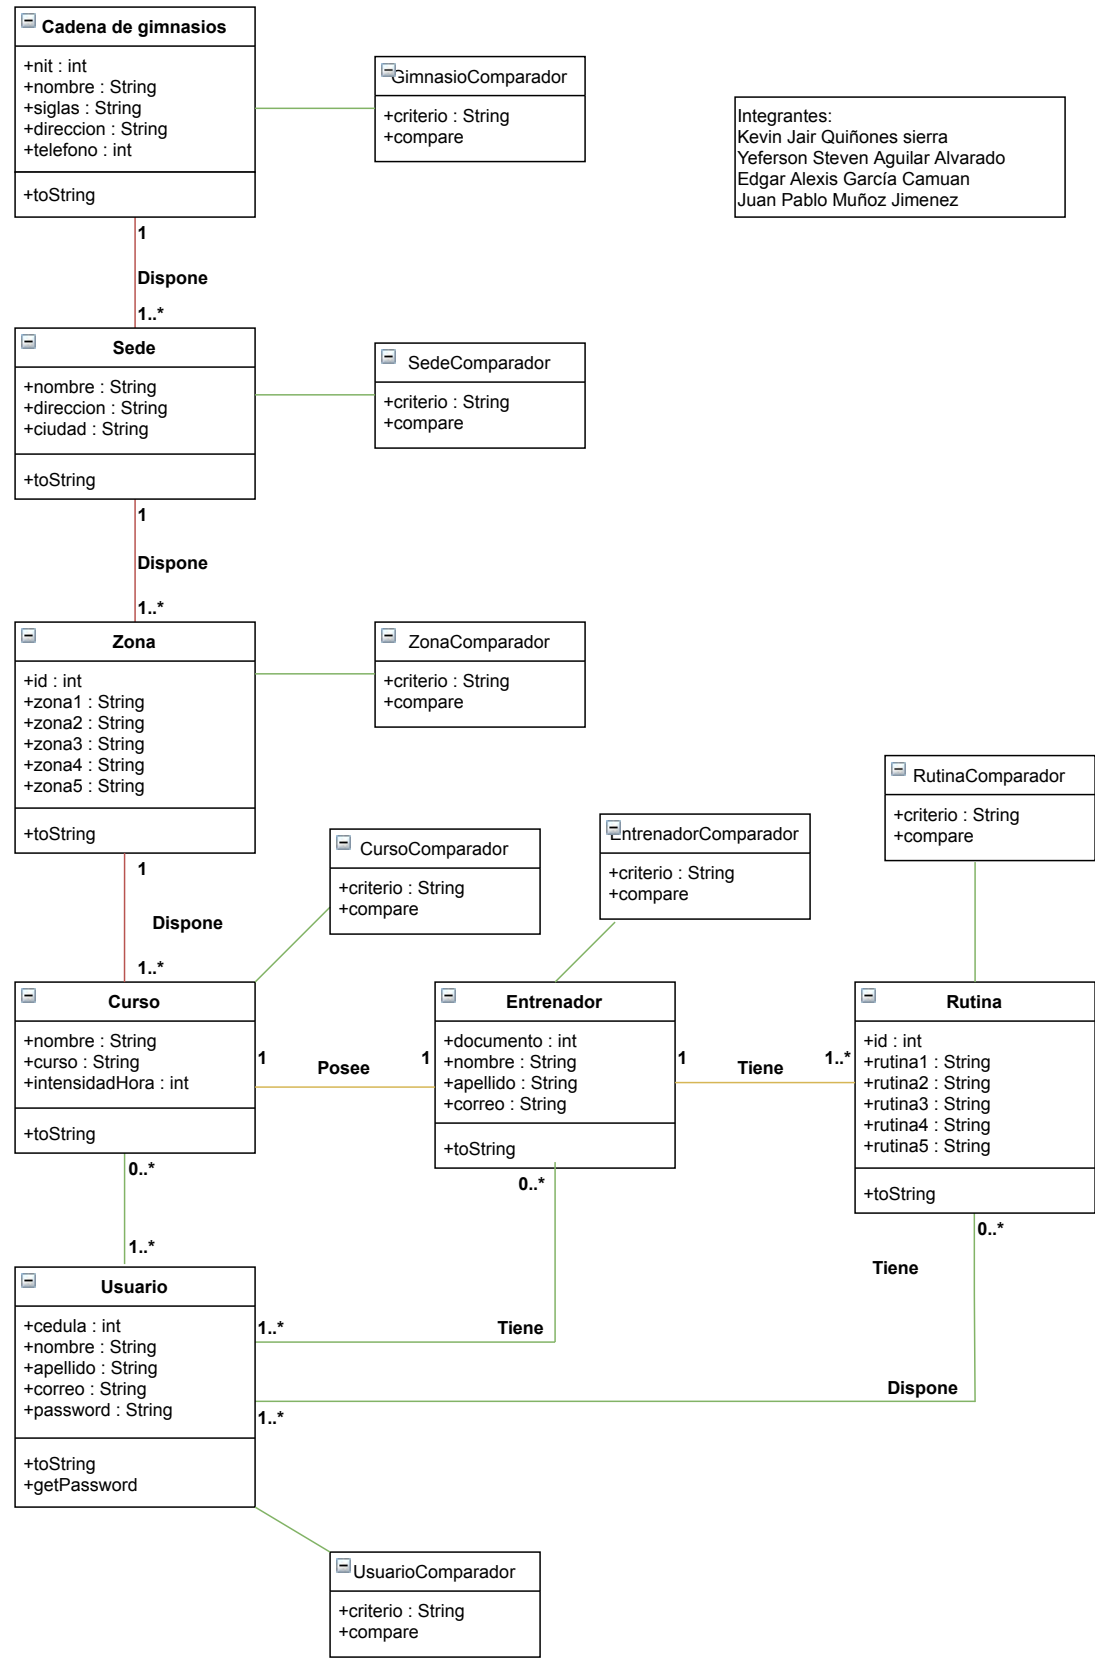 Cadena de gimnasios
+nit : int
+nombre : String
+siglas : String
+direccion : String
+telefono : int
+toString
GimnasioComparador
+criterio : String
+compare
Integrantes:
Kevin Jair Quiñones sierra
Yeferson Steven Aguilar Alvarado
Edgar Alexis García Camuan
Juan Pablo Muñoz Jimenez
1
Dispone
1..*
Sede
+nombre : String
+direccion : String
+ciudad : String
+toString
SedeComparador
+criterio : String
+compare
1
Dispone
1..*
Zona
+id : int
+zona1 : String
+zona2 : String
+zona3 : String
+zona4 : String
+zona5 : String
+toString
ZonaComparador
+criterio : String
+compare
RutinaComparador
+criterio : String
+compare
EntrenadorComparador
+criterio : String
+compare
CursoComparador
+criterio : String
+compare
1
Dispone
1..*
Curso
+nombre : String
+curso : String
+intensidadHora : int
+toString
1
Posee
1
Entrenador
+documento : int
+nombre : String
+apellido : String
+correo : String
+toString
1
Tiene
1..*
Rutina
+id : int
+rutina1 : String
+rutina2 : String
+rutina3 : String
+rutina4 : String
+rutina5 : String
+toString
0..*
1..*
0..*
0..*
Tiene
Usuario
+cedula : int
+nombre : String
+apellido : String
+correo : String
+password : String
+toString
+getPassword
1..*
Tiene
Dispone
1..*
UsuarioComparador
+criterio : String
+compare